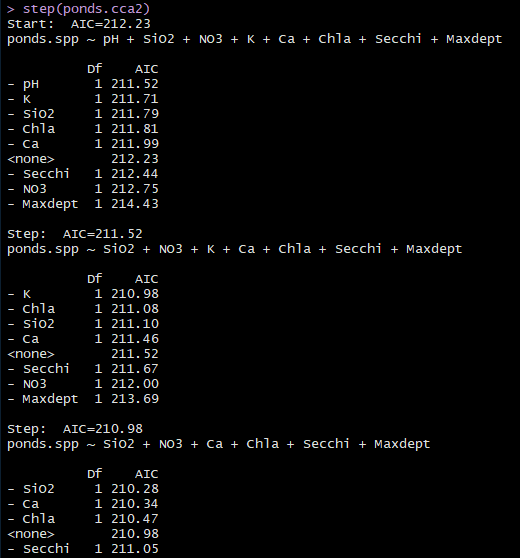 > step(ponds.cca2)
Start:  AIC=212.23
ponds.spp ~ pH + SiO2 + NO3 + K + Ca + Chla + Secchi + Maxdept

          Df    AIC
- pH       1 211.52
- K        1 211.71
- SiO2     1 211.79
- Chla     1 211.81
- Ca       1 211.99
<none>       212.23
- Secchi   1 212.44
- NO3      1 212.75
- Maxdept  1 214.43

Step:  AIC=211.52
ponds.spp ~ SiO2 + NO3 + K + Ca + Chla + Secchi + Maxdept

          Df    AIC
- K        1 210.98
- Chla     1 211.08
- SiO2     1 211.10
- Ca       1 211.46
<none>       211.52
- Secchi   1 211.67
- NO3      1 212.00
- Maxdept  1 213.69

Step:  AIC=210.98
ponds.spp ~ SiO2 + NO3 + Ca + Chla + Secchi + Maxdept

          Df    AIC
- SiO2     1 210.28
- Ca       1 210.34
- Chla     1 210.47
<none>       210.98
- Secchi   1 211.05